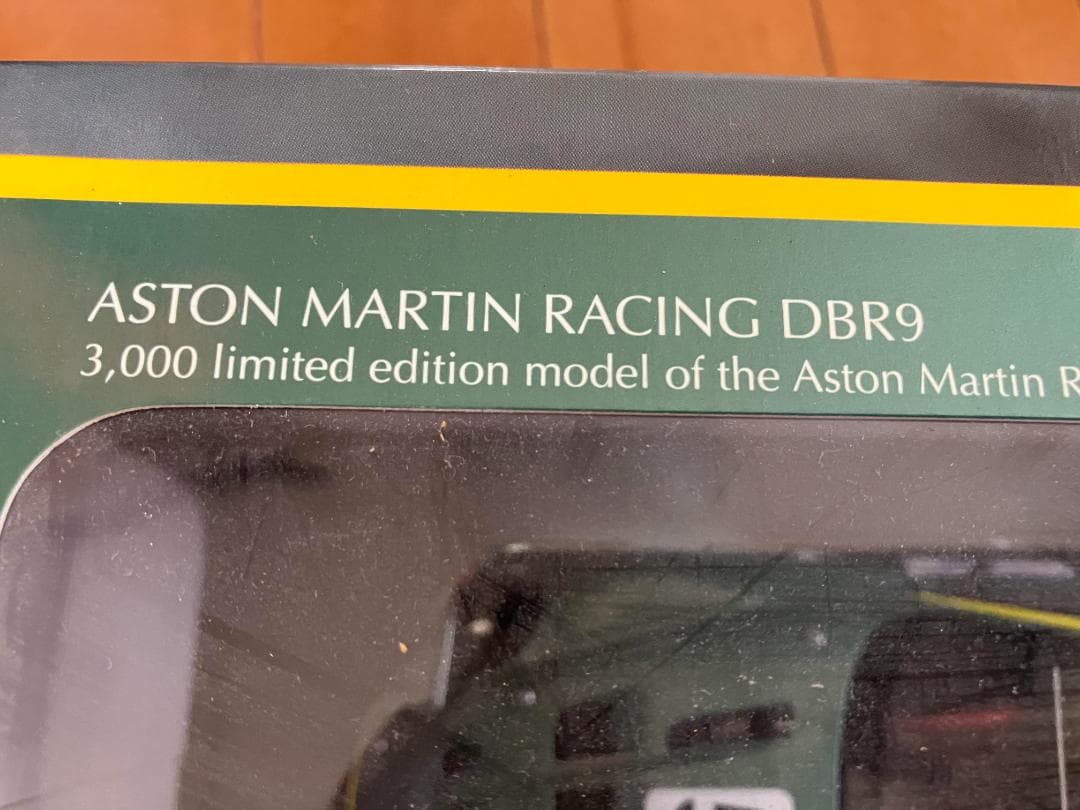 ASTON MARTIN RACING DBR9
3,000 limited edition model of the Aston Martin R